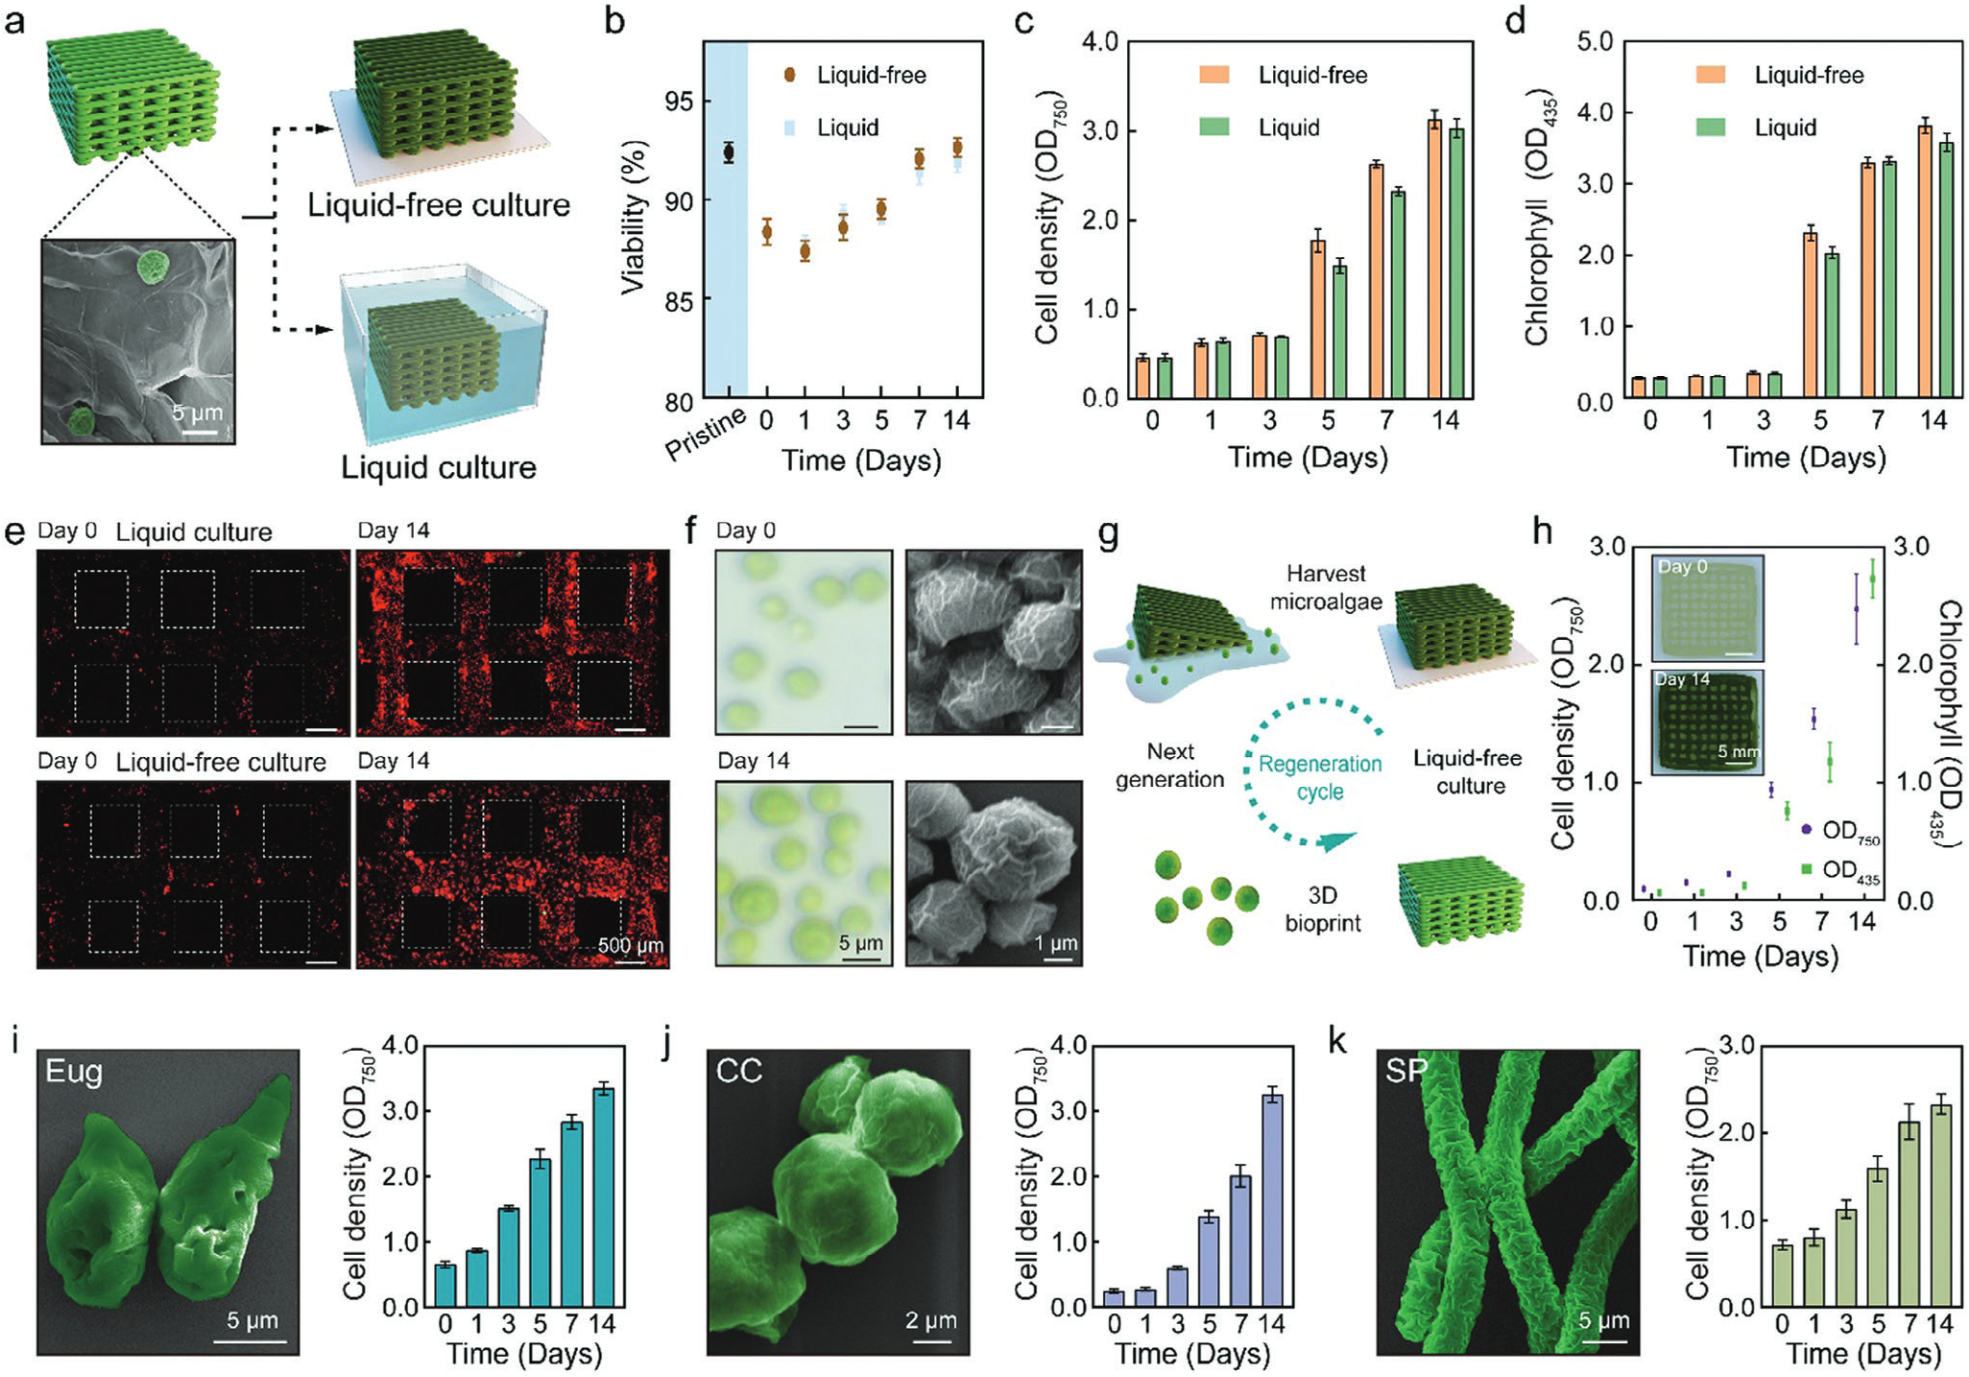 a
Liquid-free culture
5 μm
Liquid culture
b
95
90
85
80
Viability (%)
Liquid-free
Liquid
Pristine 0 1 3 5 7 14
Time (Days)
c
4.0
3.0
2.0
1.0
0.0
Cell density (OD750)
Liquid-free
Liquid
0 1 3 5 7 14
Time (Days)
d
5.0
4.0
3.0
2.0
1.0
0.0
Chlorophyll (OD435)
Liquid-free
Liquid
0 1 3 5 7 14
Time (Days)
e
Day 0 Liquid culture Day 14
Day 0 Liquid-free culture Day 14
500 μm
f
Day 0
Day 14
5 μm
1 μm
g
Harvest
microalgae
Next
generation
Regeneration
cycle
Liquid-free
culture
3D
bioprint
h
3.0
2.0
1.0
0.0
Cell density (OD750)
Day 0
Day 14
5 mm
OD750
OD435
3.0
2.0
1.0
0.0
Chlorophyll (OD435)
0 1 3 5 7 14
Time (Days)
i
Eug
5 μm
4.0
3.0
2.0
1.0
0.0
Cell density (OD750)
0 1 3 5 7 14
Time (Days)
j
CC
2 μm
4.0
3.0
2.0
1.0
0.0
Cell density (OD750)
0 1 3 5 7 14
Time (Days)
k
SP
5 μm
3.0
2.0
1.0
0.0
Cell density (OD750)
0 1 3 5 7 14
Time (Days)